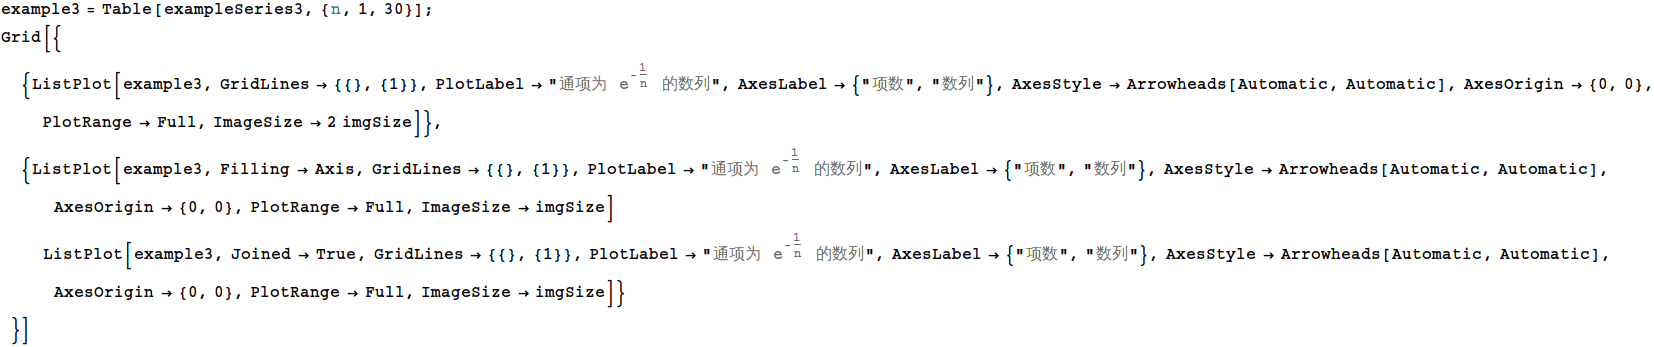 example3 = Table[exampleSeries3, {n, 1, 30}];
Grid[{
{ListPlot[example3, GridLines → {{}, {1}}, PlotLabel → "通项为 e^(-1/n) 的数列", AxesLabel → {"项数", "数列"}, AxesStyle → Arrowheads[Automatic, Automatic], AxesOrigin → {0, 0},
PlotRange → Full, ImageSize → 2 imgSize]},
{ListPlot[example3, Filling → Axis, GridLines → {{}, {1}}, PlotLabel → "通项为 e^(-1/n) 的数列", AxesLabel → {"项数", "数列"}, AxesStyle → Arrowheads[Automatic, Automatic],
AxesOrigin → {0, 0}, PlotRange → Full, ImageSize → imgSize]
ListPlot[example3, Joined → True, GridLines → {{}, {1}}, PlotLabel → "通项为 e^(-1/n) 的数列", AxesLabel → {"项数", "数列"}, AxesStyle → Arrowheads[Automatic, Automatic],
AxesOrigin → {0, 0}, PlotRange → Full, ImageSize → imgSize]}
}]